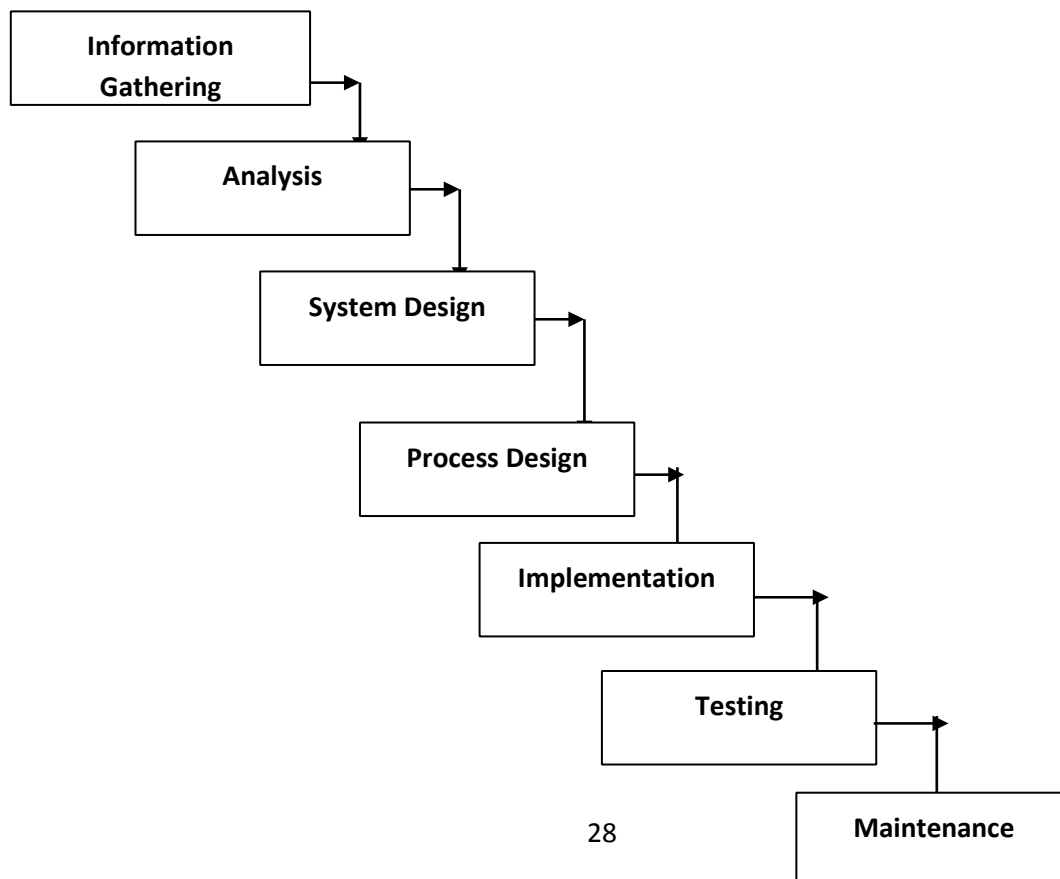 Information
Gathering
Analysis
System Design
Process Design
Implementation
Testing
Maintenance
28